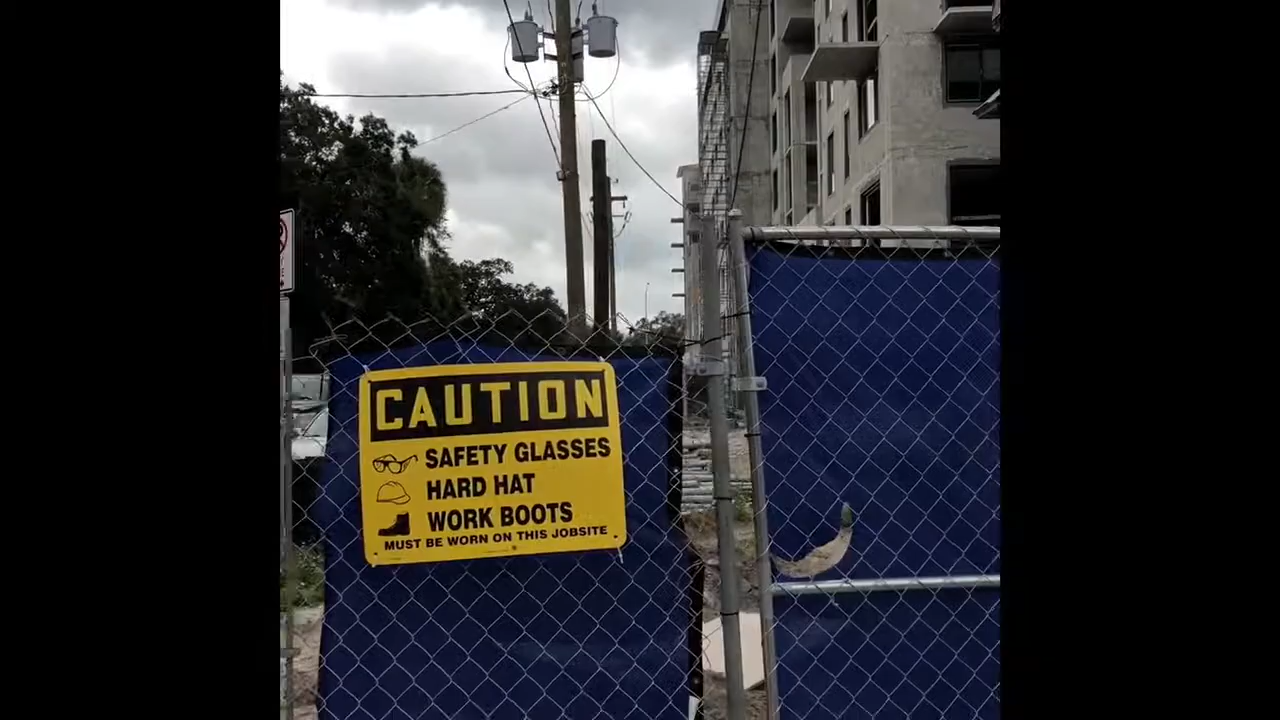 CAUTION
SAFETY GLASSES
HARD HAT
WORK BOOTS
MUST BE WORN ON THIS JOBSITE